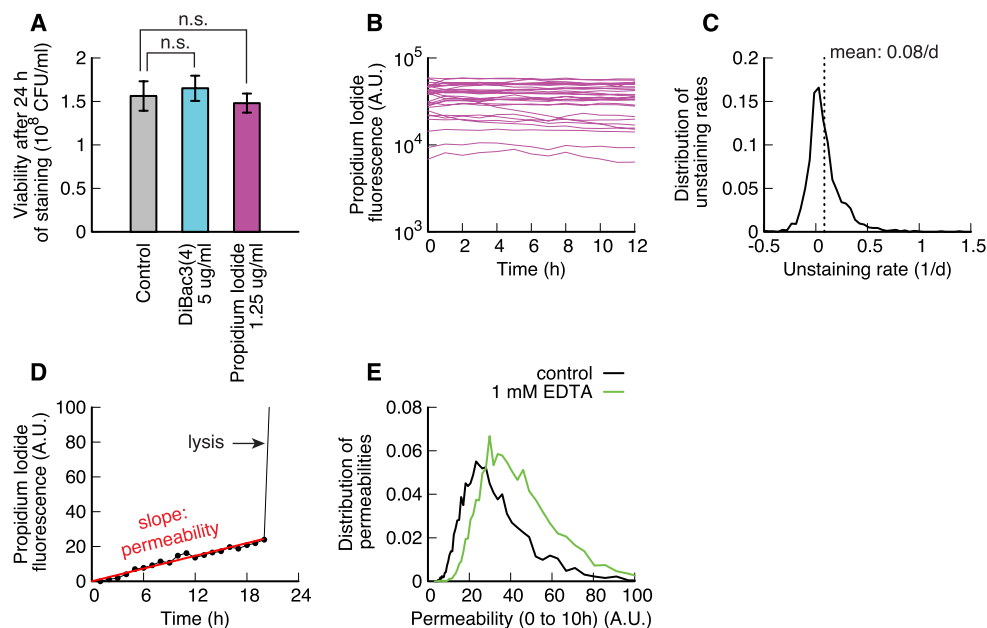 A
n.s.
n.s.
Viability after 24 h
of staining (10⁸ CFU/ml)
2
1.5
1
0.5
0
Control
DiBac3(4)
5 ug/ml
Propidium Iodide
1.25 ug/ml
B
Propidium Iodide
fluorescence (A.U.)
10⁵
10⁴
10³
0 2 4 6 8 10 12
Time (h)
C
mean: 0.08/d
Distribution of
unstaining rates
0.20
0.15
0.1
0.05
0
-0.5 0 0.5 1 1.5
Unstaining rate (1/d)
D
Propidium Iodide
fluorescence (A.U.)
100
80
60
40
20
0
lysis
slope:
permeability
0 6 12 18 24
Time (h)
E
control
1 mM EDTA
Distribution of
permeabilities
0.08
0.06
0.04
0.02
0
0 20 40 60 80 100
Permeability (0 to 10h) (A.U.)